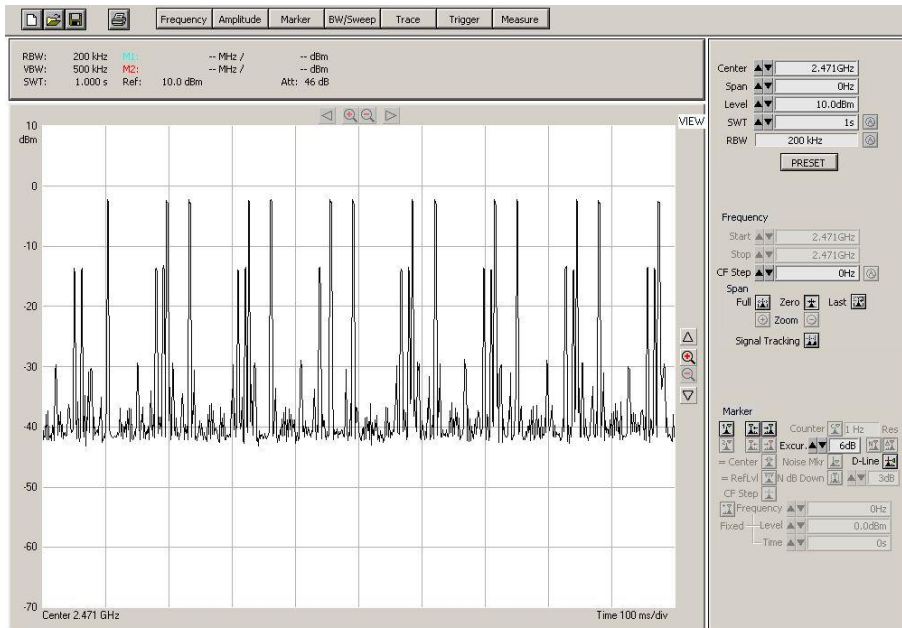 Frequency Amplitude Marker BW/Sweep Trace Trigger Measure
RBW: 200 kHz M1: -- MHz / -- dBm
VBW: 500 kHz M2: -- MHz / -- dBm
SWT: 1.000 s Ref: 10.0 dBm Att: 46 dB
VIEW
10
dBm
0
-10
-20
-30
-40
-50
-60
-70
Center 2.471 GHz Time 100 ms/div
Center 2.471GHz
Span 0Hz
Level 10.0dBm
SWT 1s
RBW 200 kHz
PRESET
Frequency
Start 2.471GHz
Stop 2.471GHz
CF Step 0Hz
Span
Full Zero Last
Zoom
Signal Tracking
Marker
Counter 1 Hz Res
Excur. 6dB
= Center Noise Mkr D-Line
= RefLvl N dB Down 3dB
CF Step
Frequency 0Hz
Fixed Level 0.0dBm
Time 0s